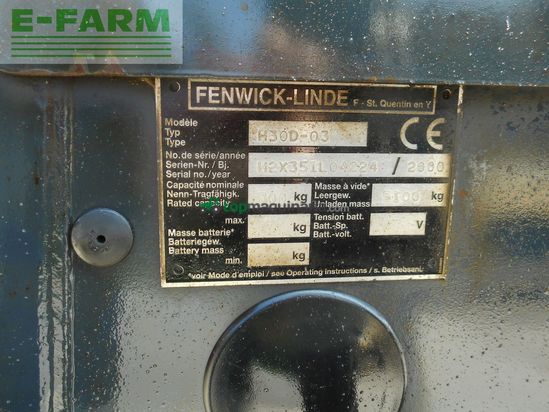 E-FARM
FENWICK-LINDE F - St. Quentin en Y
Modèle
Typ H30D-03
Type
CE
No.de série/année
Serien-Nr. / Bj. H2X351L04224 / 2000
Serial no. /year
Capacité nominale Masse à vide*
Nenn-Tragfähigk. kg Leergew. kg
Rated capacity Unladen mass
topmaquinaria.com
max. kg Tension batt.
Batt.-Sp. V
Batt.-volt.
Masse batterie*
Batteriegew. kg
Battery mass
min.
*voir Mode d'emploi / see Operating instructions / s. Betriebsanl.